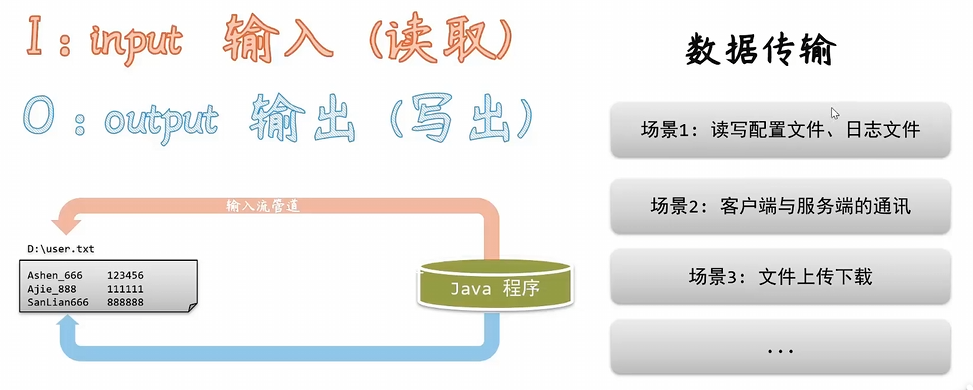 I：input 输入（读取）
O：output 输出（写出）
输入流管道
D:\user.txt
Ashen_666 123456
Ajie_888 111111
SanLian666 888888
Java 程序
数据传输
场景1: 读写配置文件、日志文件
场景2: 客户端与服务端的通讯
场景3: 文件上传下载
...